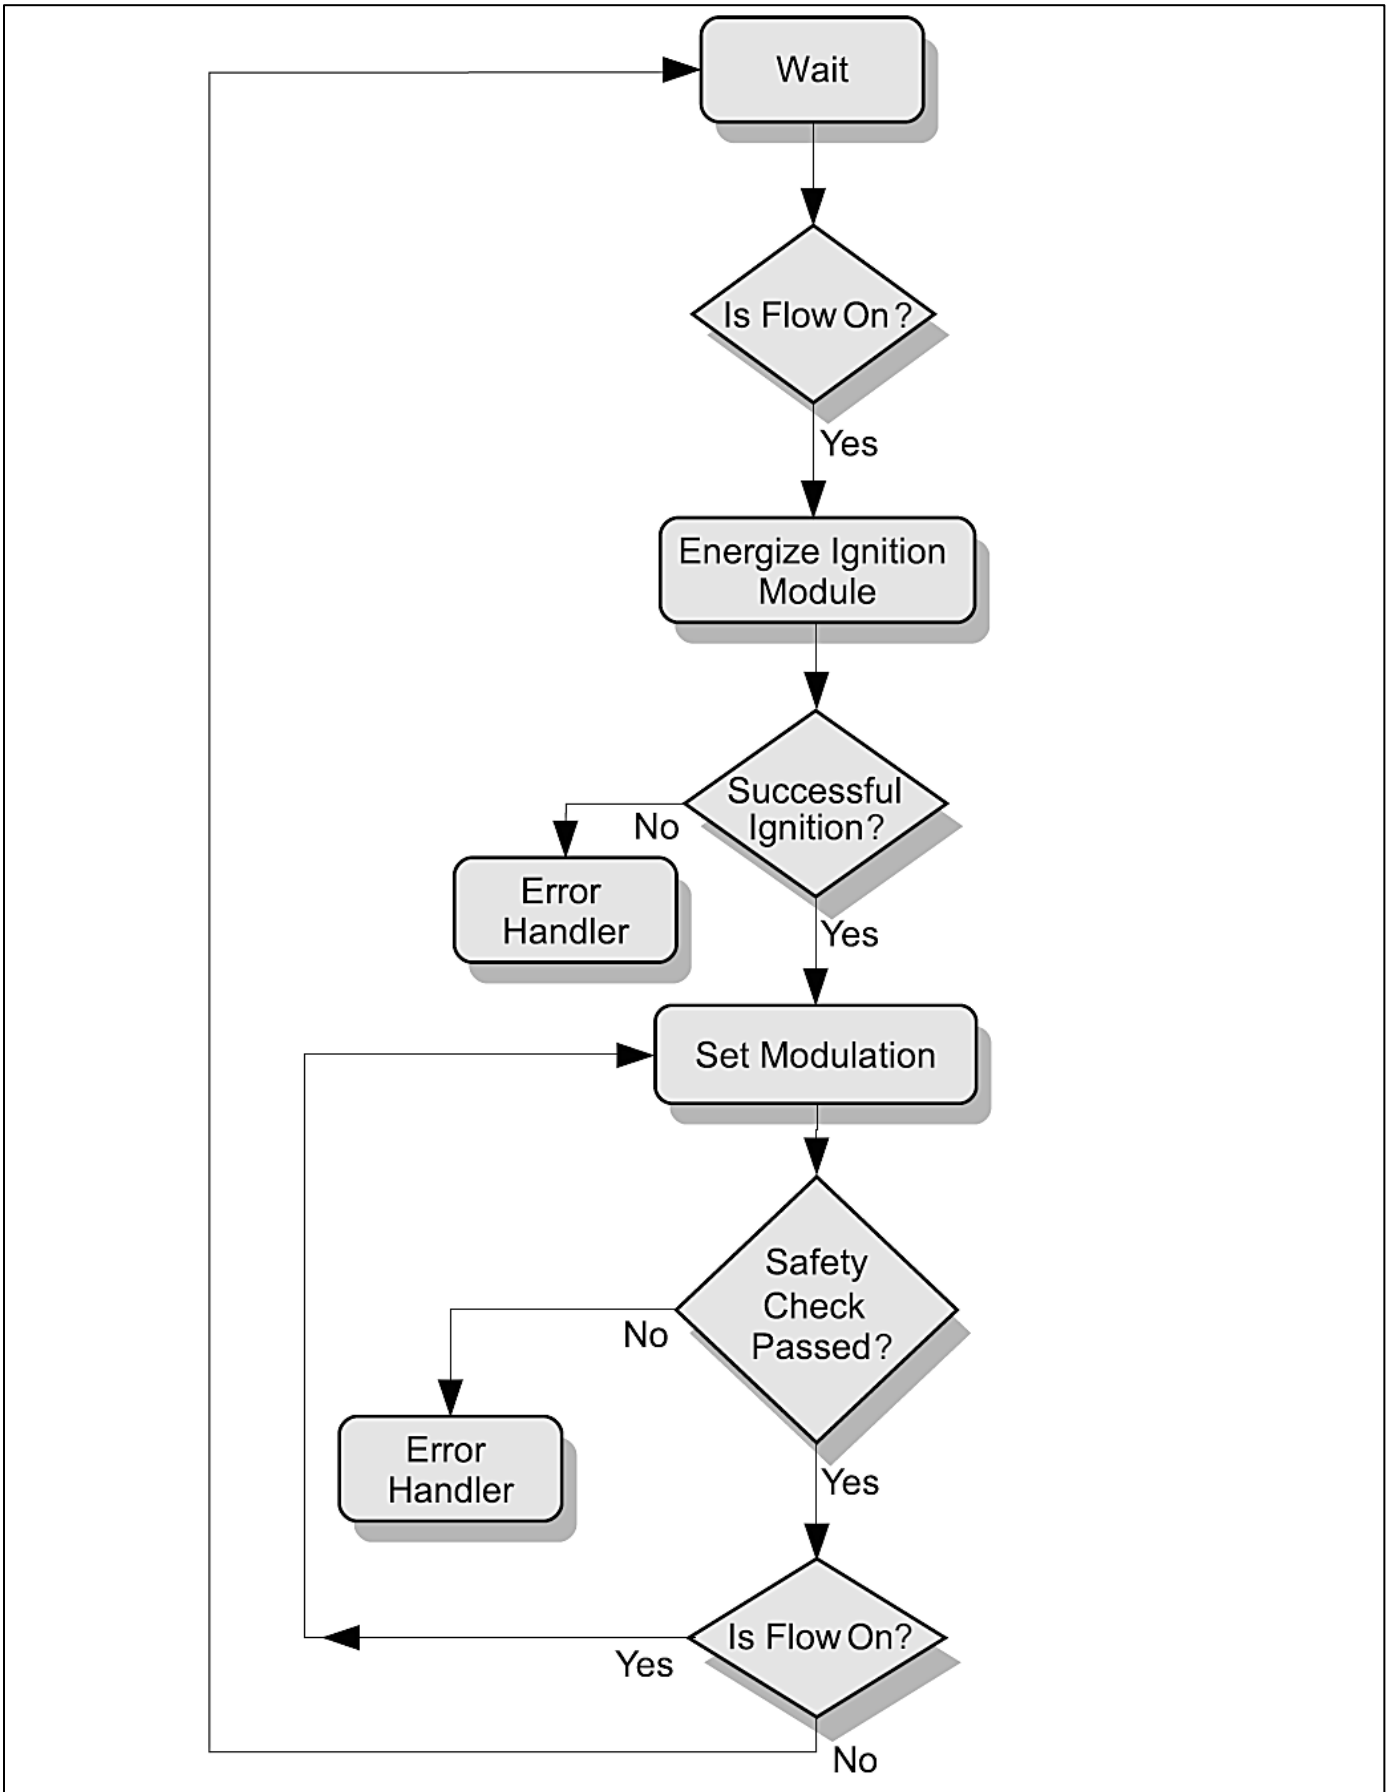 Wait
Is Flow On?
Yes
Energize Ignition
Module
Successful
Ignition?
No
Error
Handler
Yes
Set Modulation
Safety
Check
Passed?
No
Error
Handler
Yes
Is Flow On?
Yes
No